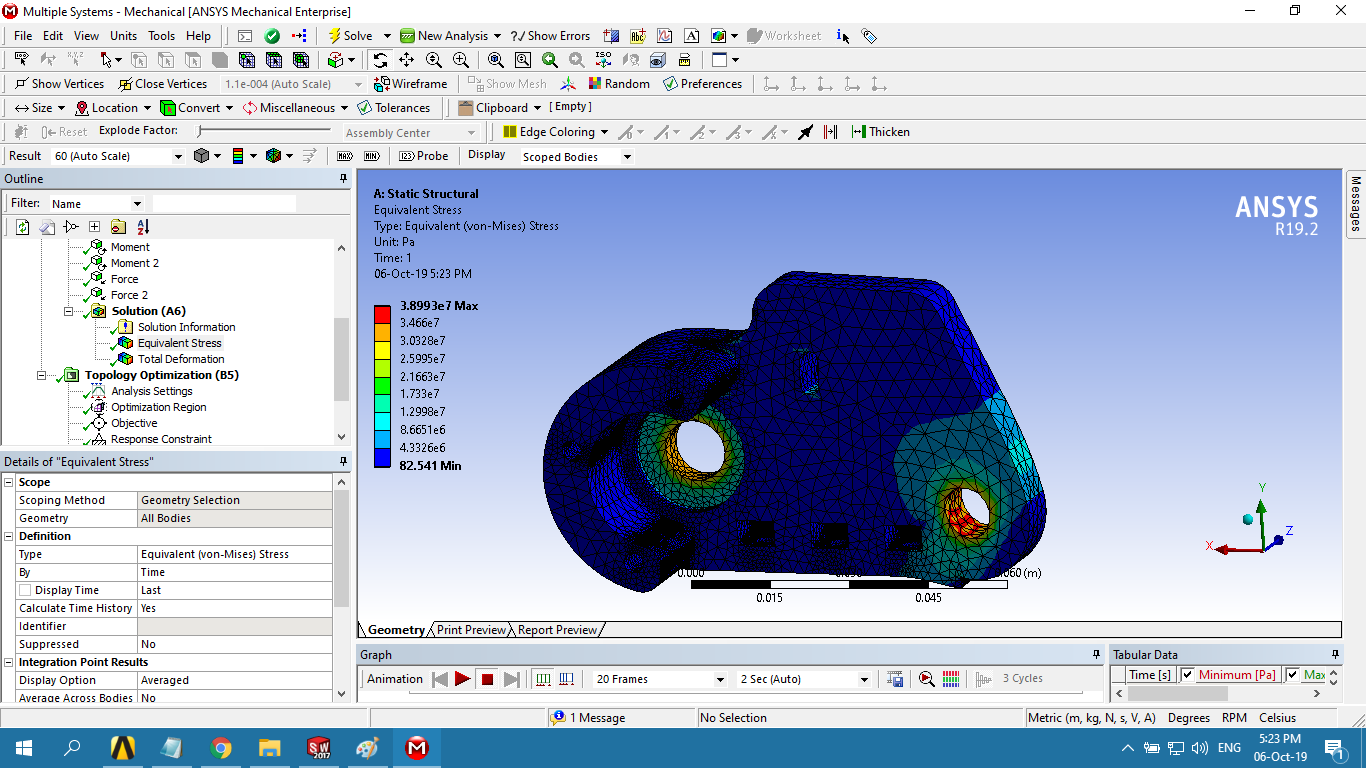 Multiple Systems - Mechanical [ANSYS Mechanical Enterprise]
File Edit View Units Tools Help Solve New Analysis ?/ Show Errors A Worksheet
ISO
Show Vertices Close Vertices 1.1e-004 (Auto Scale) Wireframe Show Mesh Random Preferences
Size Location Convert Miscellaneous Tolerances Clipboard [ Empty ]
Reset Explode Factor: Assembly Center Edge Coloring Thicken
Result 60 (Auto Scale) MAX MIN 123 Probe Display Scoped Bodies
Outline
Filter: Name
Moment
Moment 2
Force
Force 2
Solution (A6)
Solution Information
Equivalent Stress
Total Deformation
Topology Optimization (B5)
Analysis Settings
Optimization Region
Objective
Response Constraint
Details of "Equivalent Stress"
Scope
Scoping Method Geometry Selection
Geometry All Bodies
Definition
Type Equivalent (von-Mises) Stress
By Time
Display Time Last
Calculate Time History Yes
Identifier
Suppressed No
Integration Point Results
Display Option Averaged
Average Across Bodies No
A: Static Structural
Equivalent Stress
Type: Equivalent (von-Mises) Stress
Unit: Pa
Time: 1
06-Oct-19 5:23 PM
3.8993e7 Max
3.466e7
3.0328e7
2.5995e7
2.1663e7
1.733e7
1.2998e7
8.6651e6
4.3326e6
82.541 Min
ANSYS
R19.2
Y
Z
X
0.000 (m)
0.015 0.045
Geometry Print Preview Report Preview
Messages
Graph
Animation 20 Frames 2 Sec (Auto) 3 Cycles
Tabular Data
Time [s] Minimum [Pa] Max
1 Message No Selection Metric (m, kg, N, s, V, A) Degrees RPM Celsius
SW
2017
ENG
5:23 PM
06-Oct-19
1